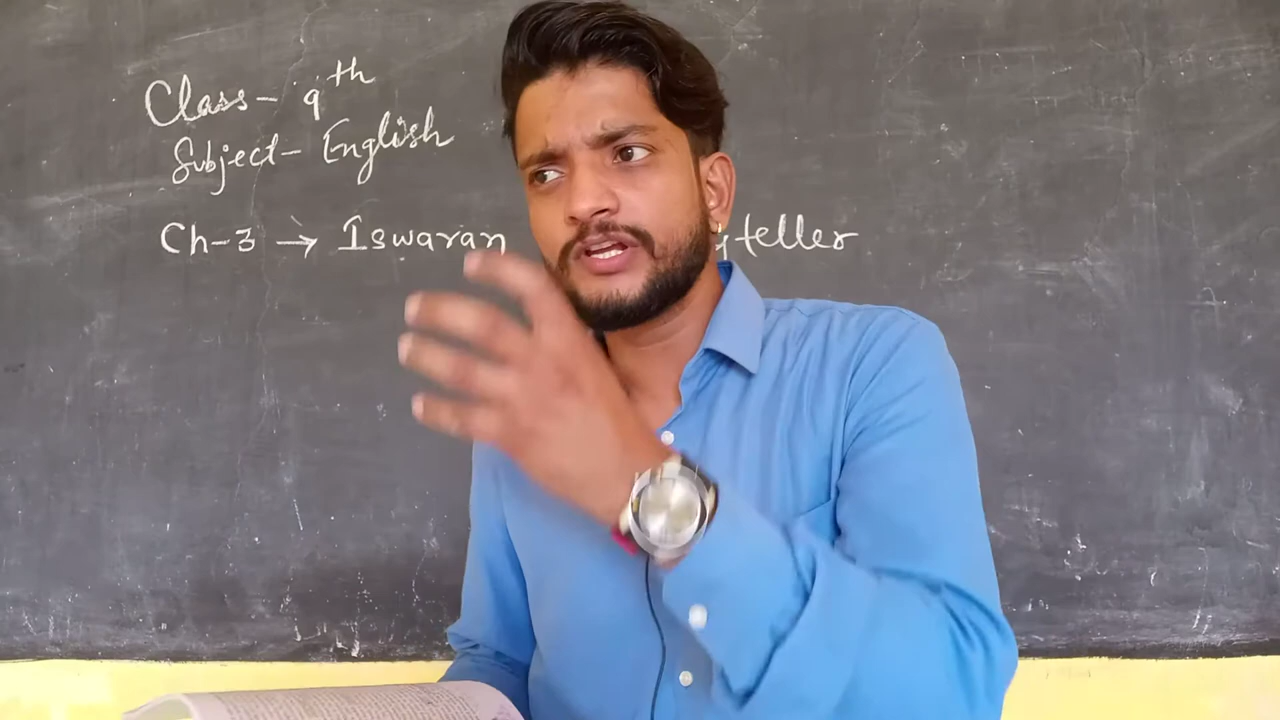 Class- 9th
Subject- English
Ch-3 → Iswaran teller